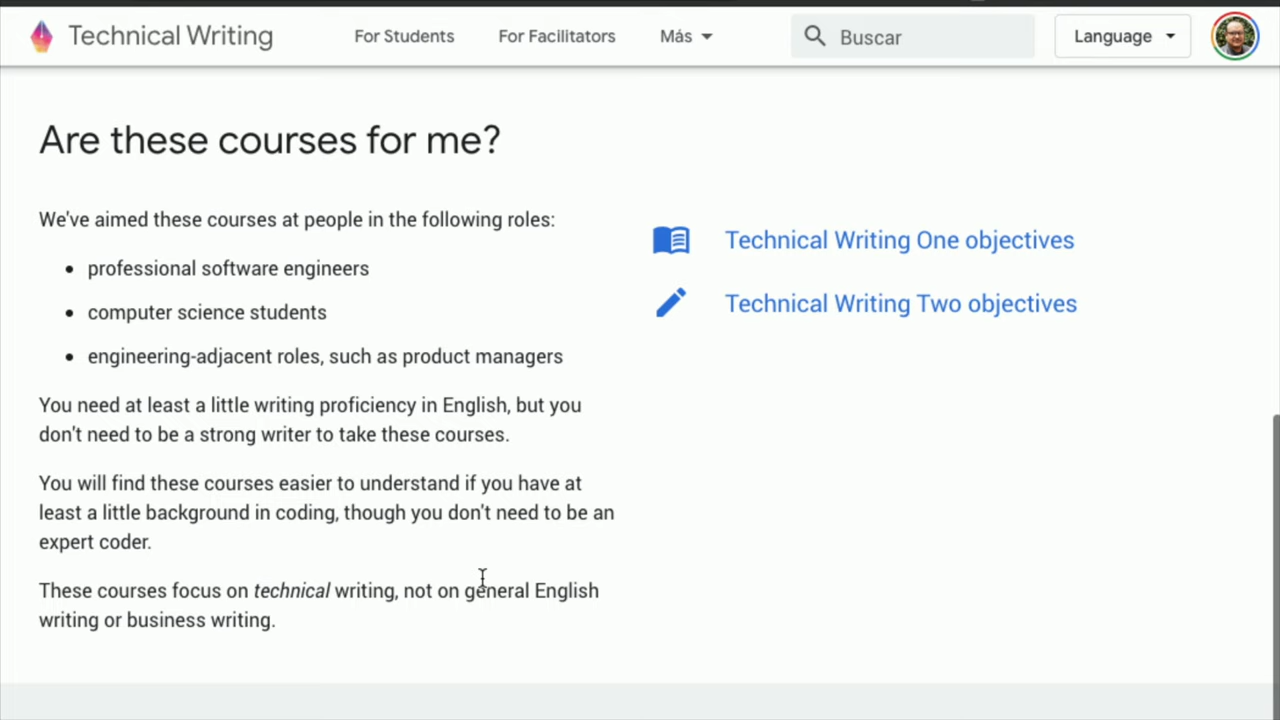 Technical Writing
For Students
For Facilitators
Más
Buscar
Language
Are these courses for me?
We've aimed these courses at people in the following roles:
professional software engineers
computer science students
engineering-adjacent roles, such as product managers
You need at least a little writing proficiency in English, but you
don't need to be a strong writer to take these courses.
You will find these courses easier to understand if you have at
least a little background in coding, though you don't need to be an
expert coder.
These courses focus on technical writing, not on general English
writing or business writing.
Technical Writing One objectives
Technical Writing Two objectives